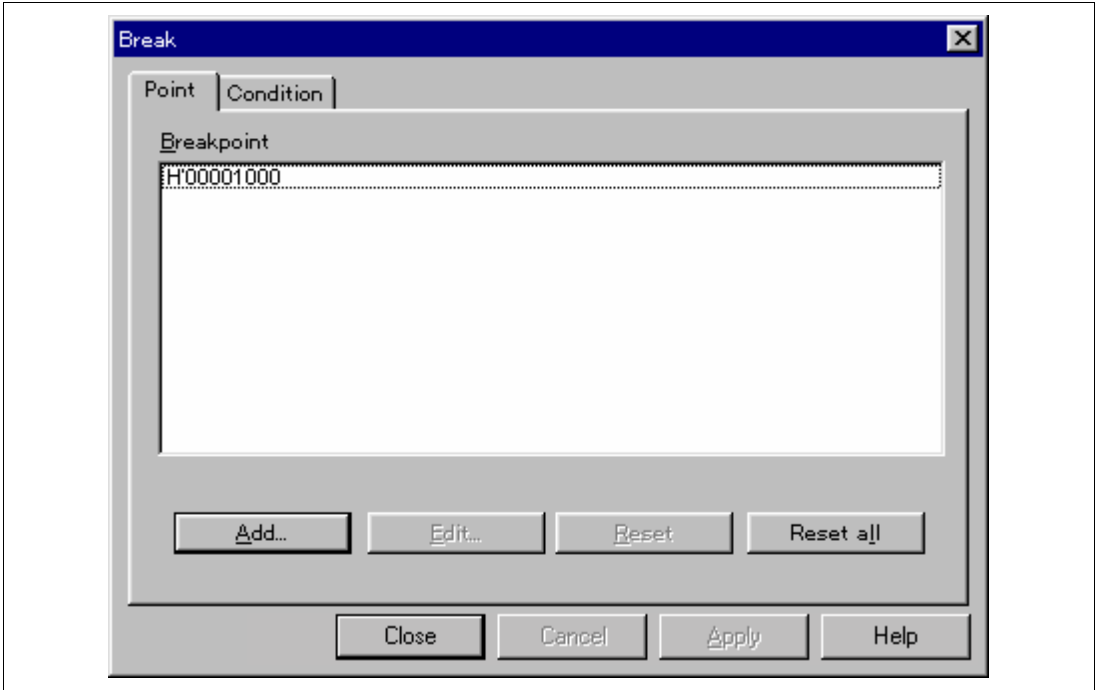 Break
Point Condition
Breakpoint
H'00001000
Add... Edit... Reset Reset all
Close Cancel Apply Help